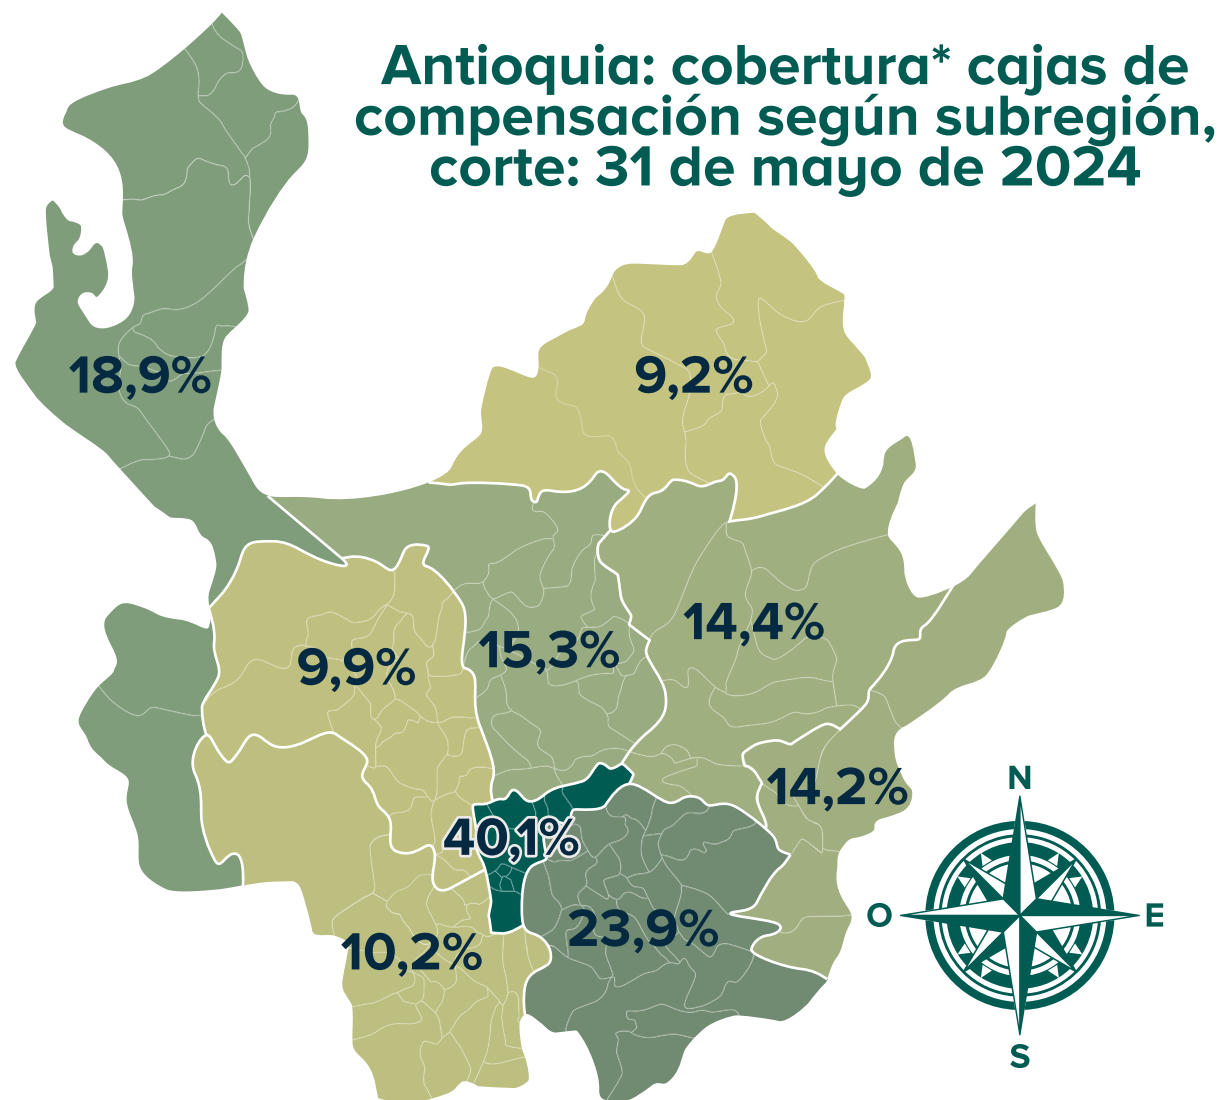 Antioquia: cobertura* cajas de
compensación según subregión,
corte: 31 de mayo de 2024
18,9%
9,2%
14,4%
15,3%
9,9%
14,2%
40,1%
23,9%
10,2%
N
O
E
S